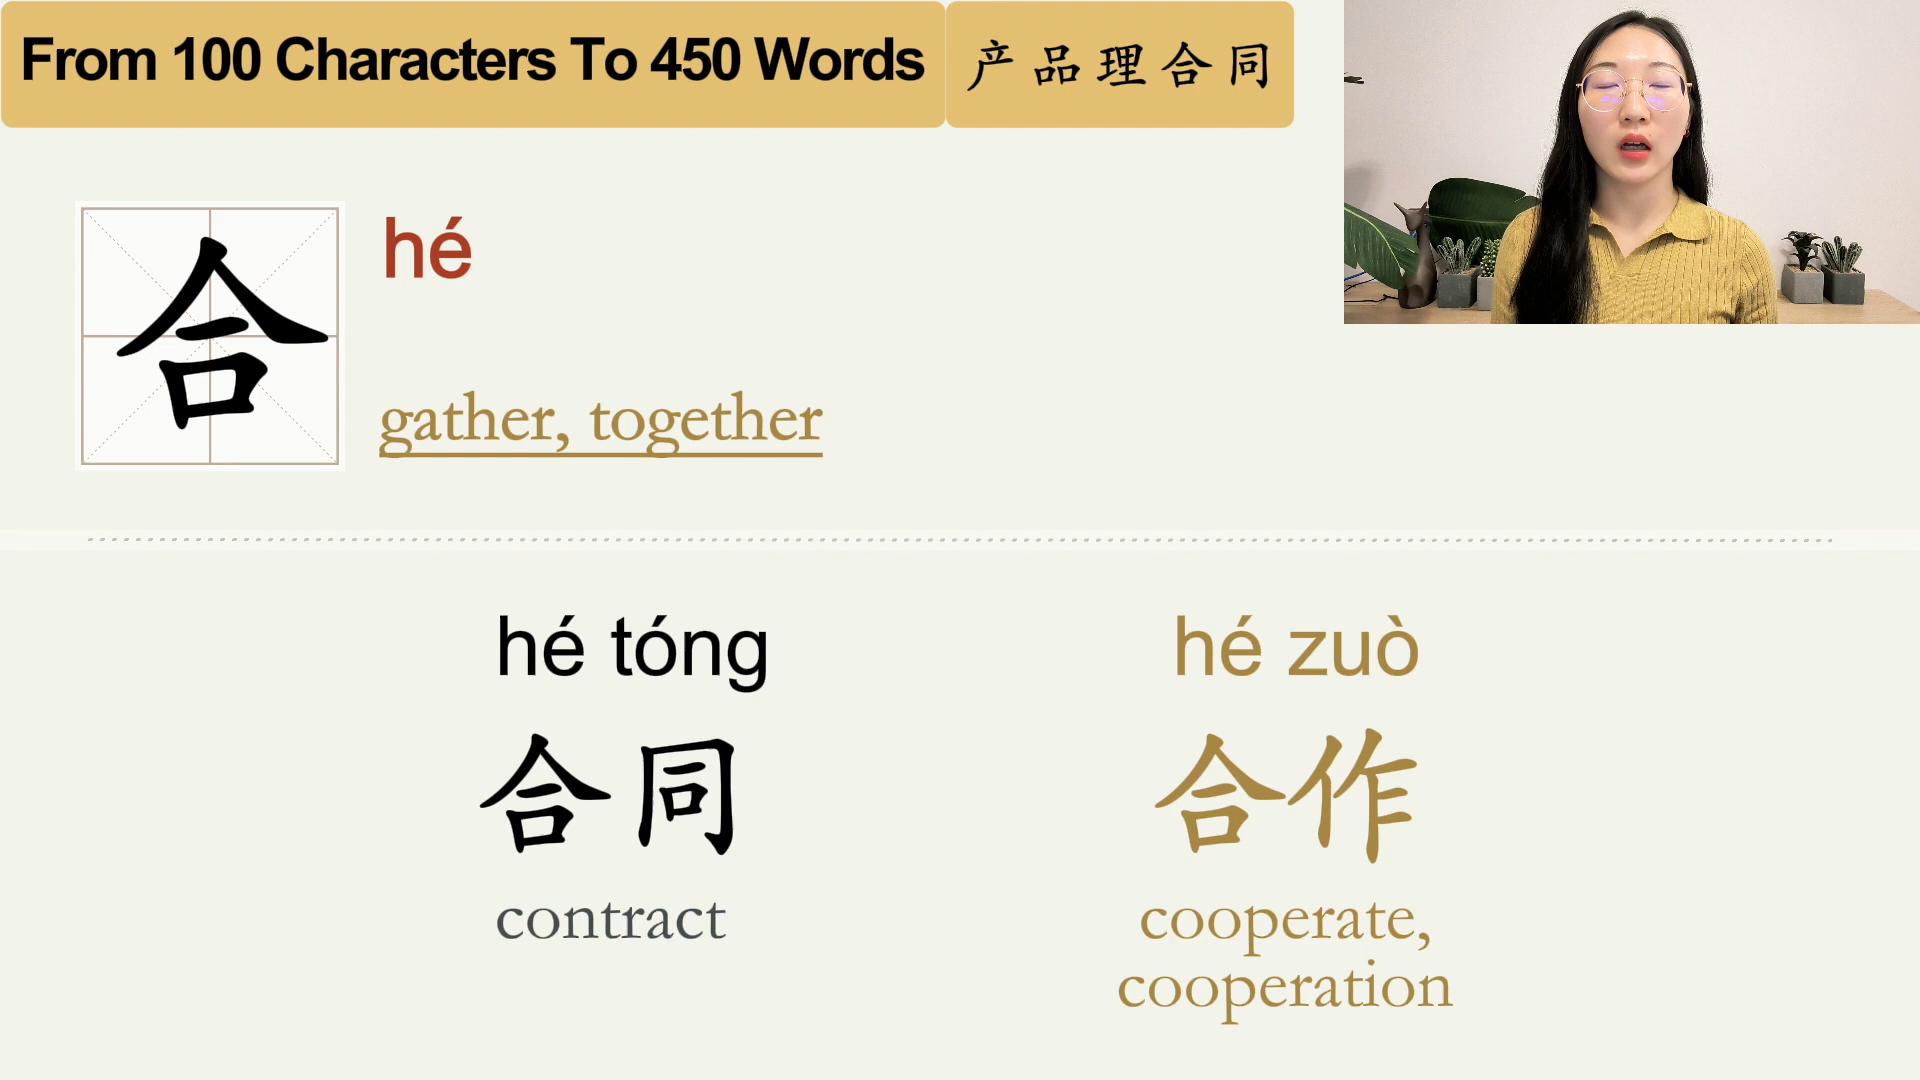 From 100 Characters To 450 Words
产品理合同
合
hé
gather, together
hé tóng
合同
contract
hé zuò
合作
cooperate,
cooperation